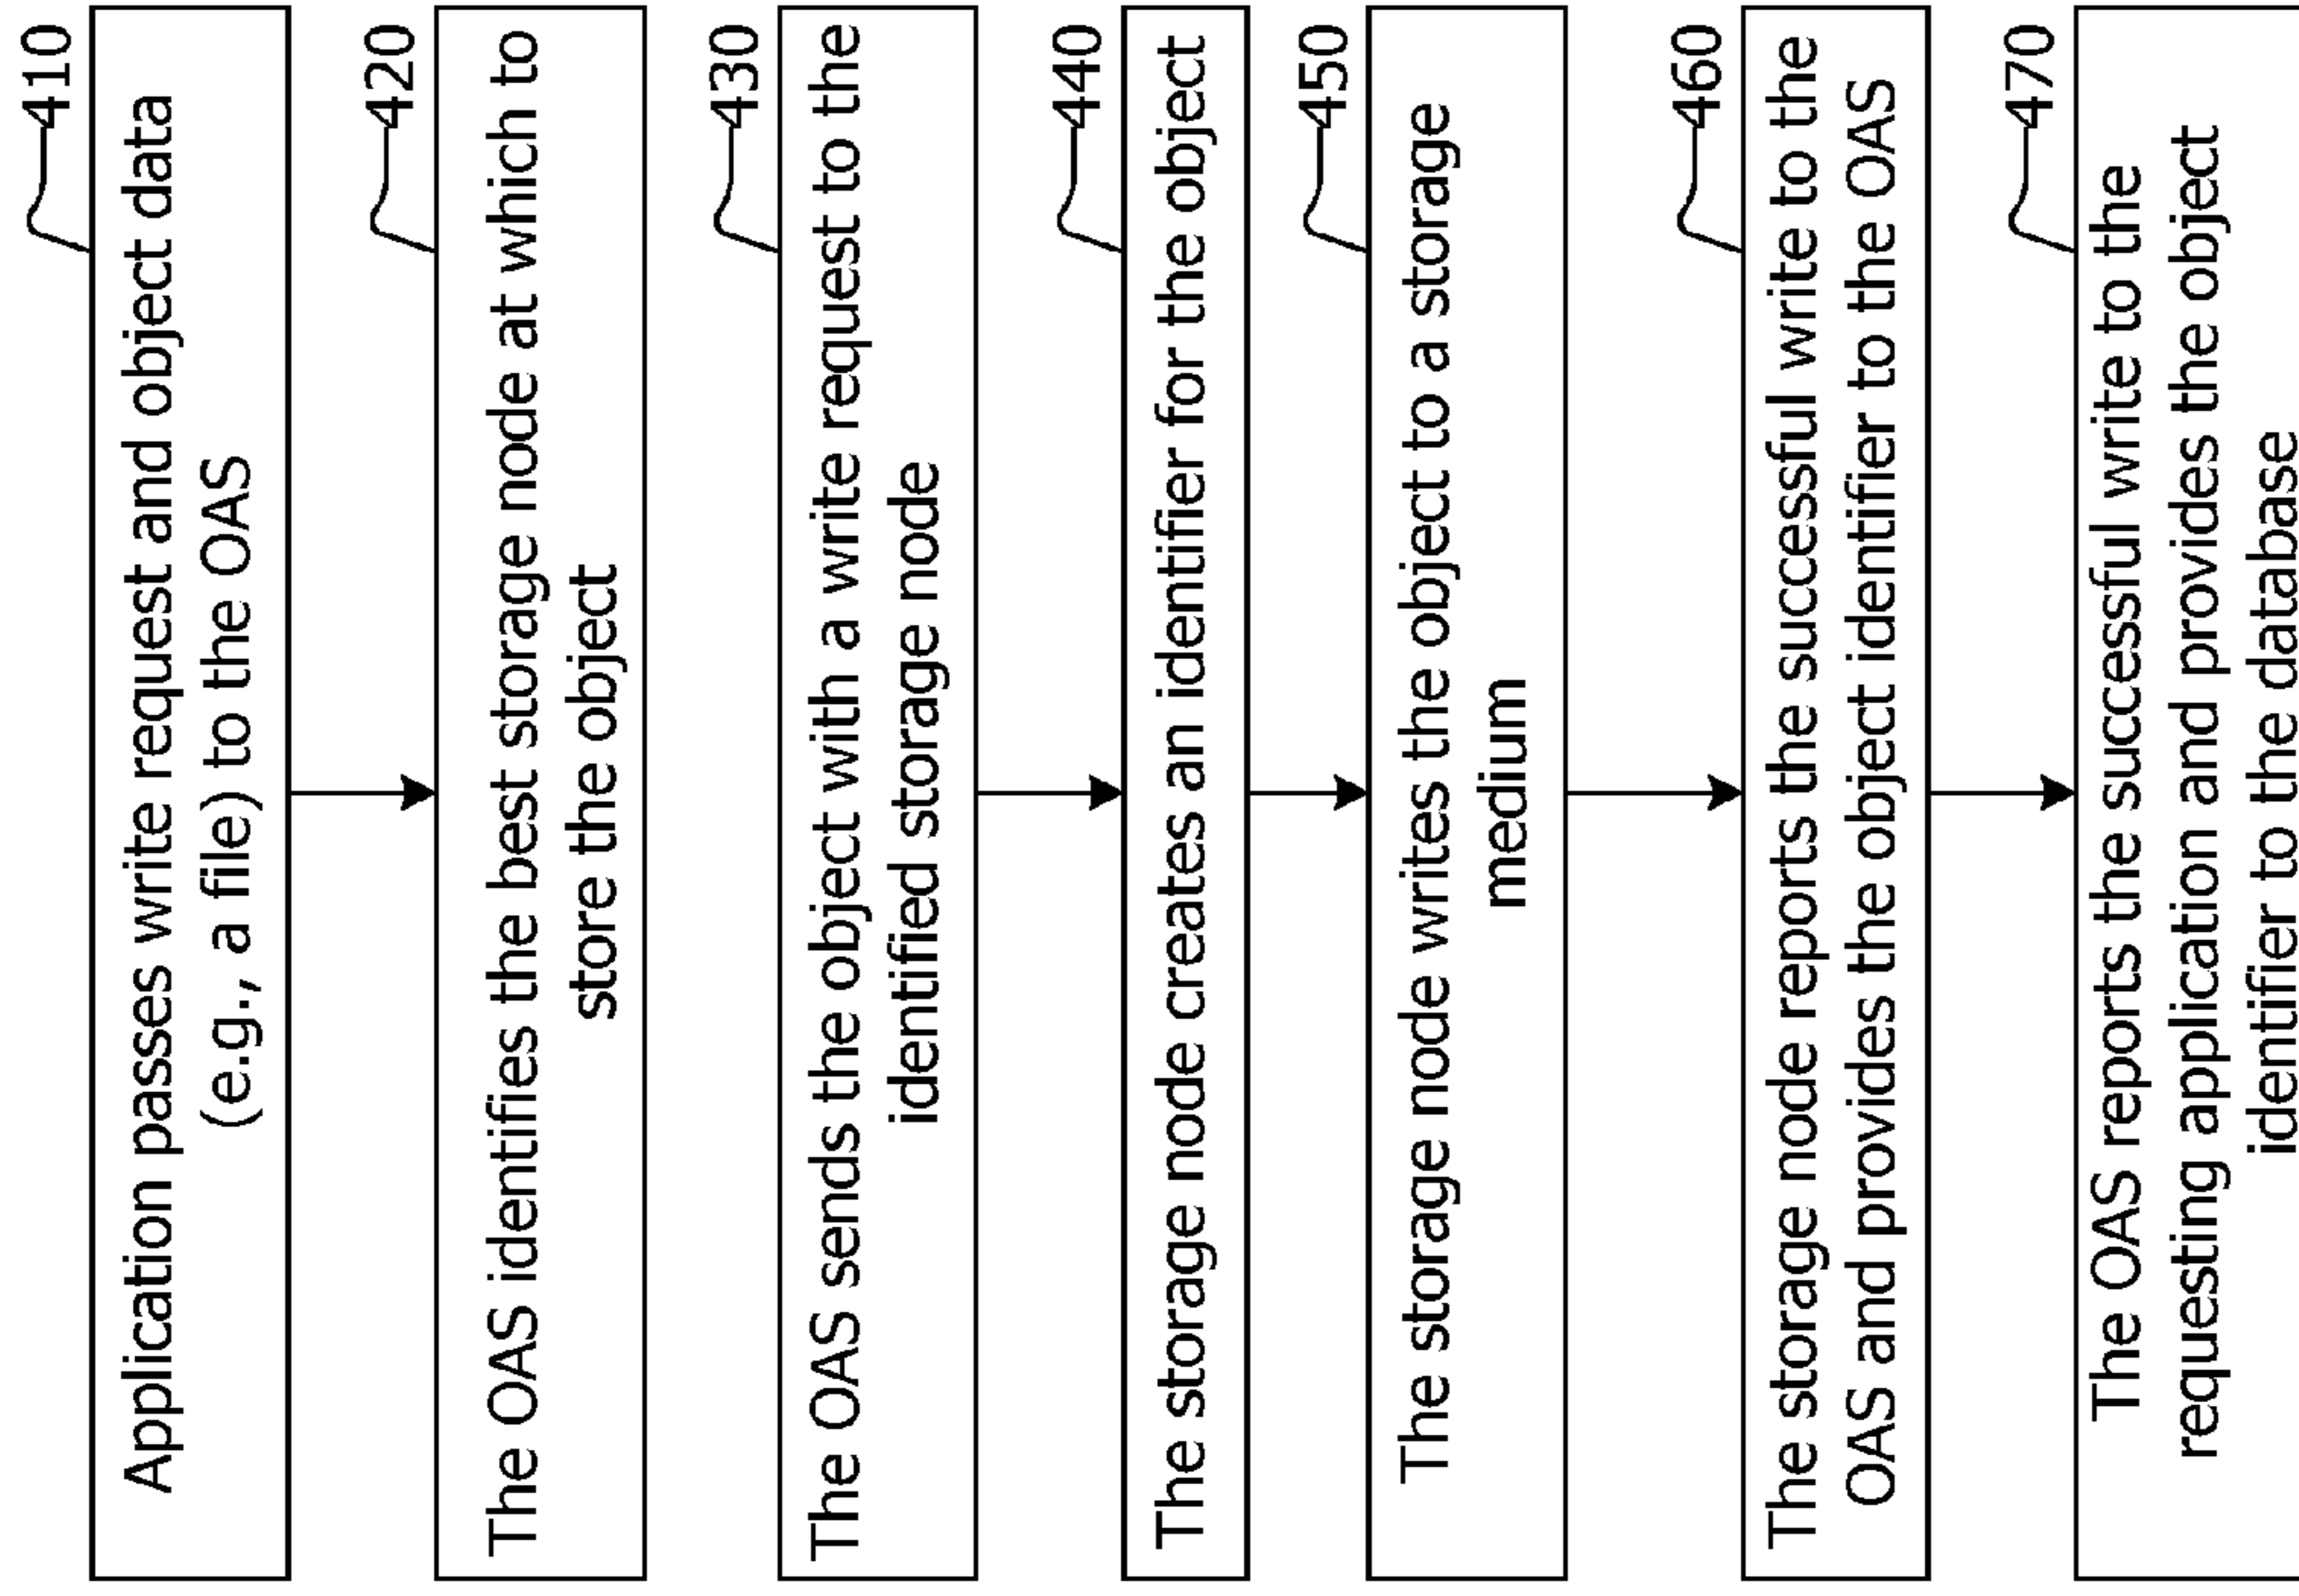 410
Application passes write request and object data
(e.g., a file) to the OAS
420
The OAS identifies the best storage node at which to
store the object
430
The OAS sends the object with a write request to the
identified storage node
440
The storage node creates an identifier for the object
450
The storage node writes the object to a storage
medium
460
The storage node reports the successful write to the
OAS and provides the object identifier to the OAS
470
The OAS reports the successful write to the
requesting application and provides the object
identifier to the database